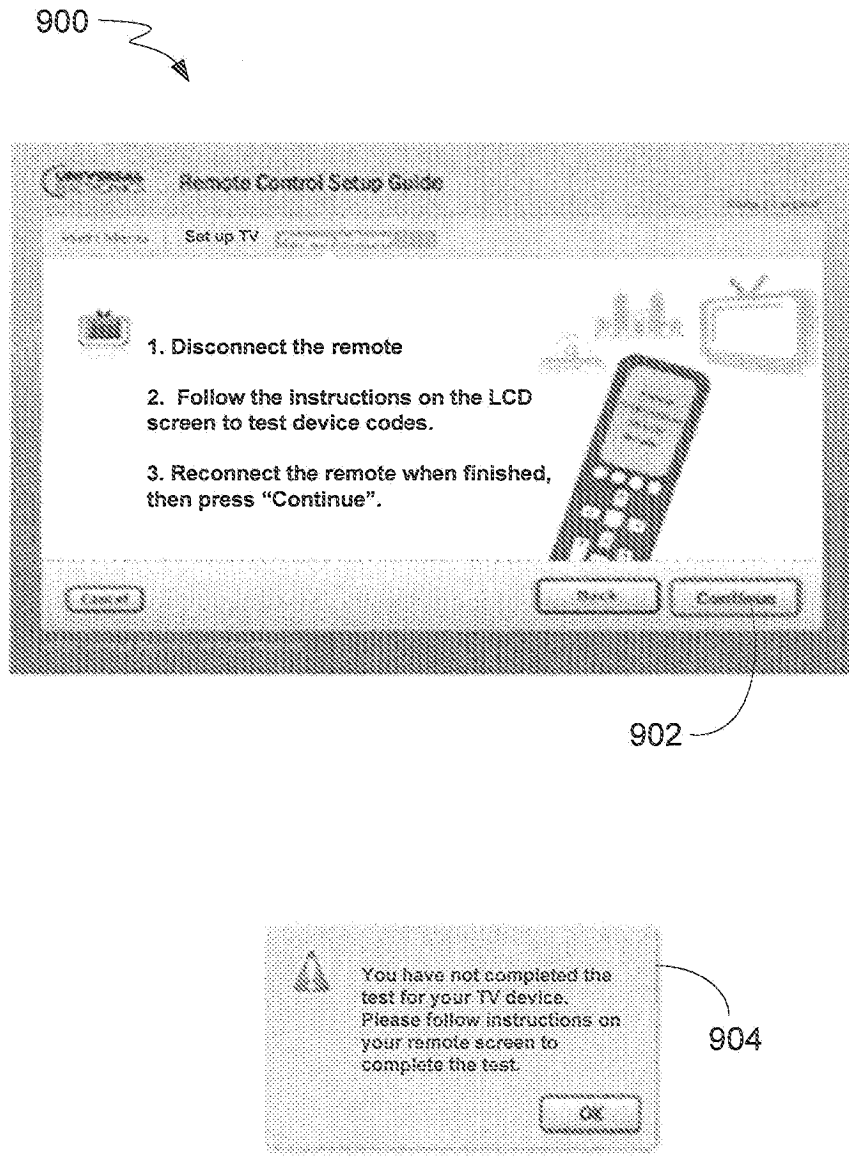 900
Remote Control Setup Guide
Set up TV
1. Disconnect the remote
2. Follow the instructions on the LCD
screen to test device codes.
3. Reconnect the remote when finished,
then press “Continue”.
Cancel
Back
Continue
902
You have not completed the
test for your TV device.
Please follow instructions on
your remote screen to
complete the test.
OK
904